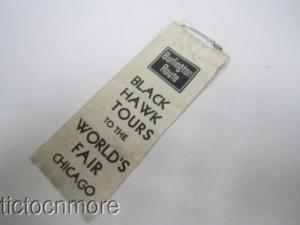 Burlington
Route
BLACK
HAWK
TOURS
TO THE
WORLD'S
FAIR
CHICAGO
tictocnmore